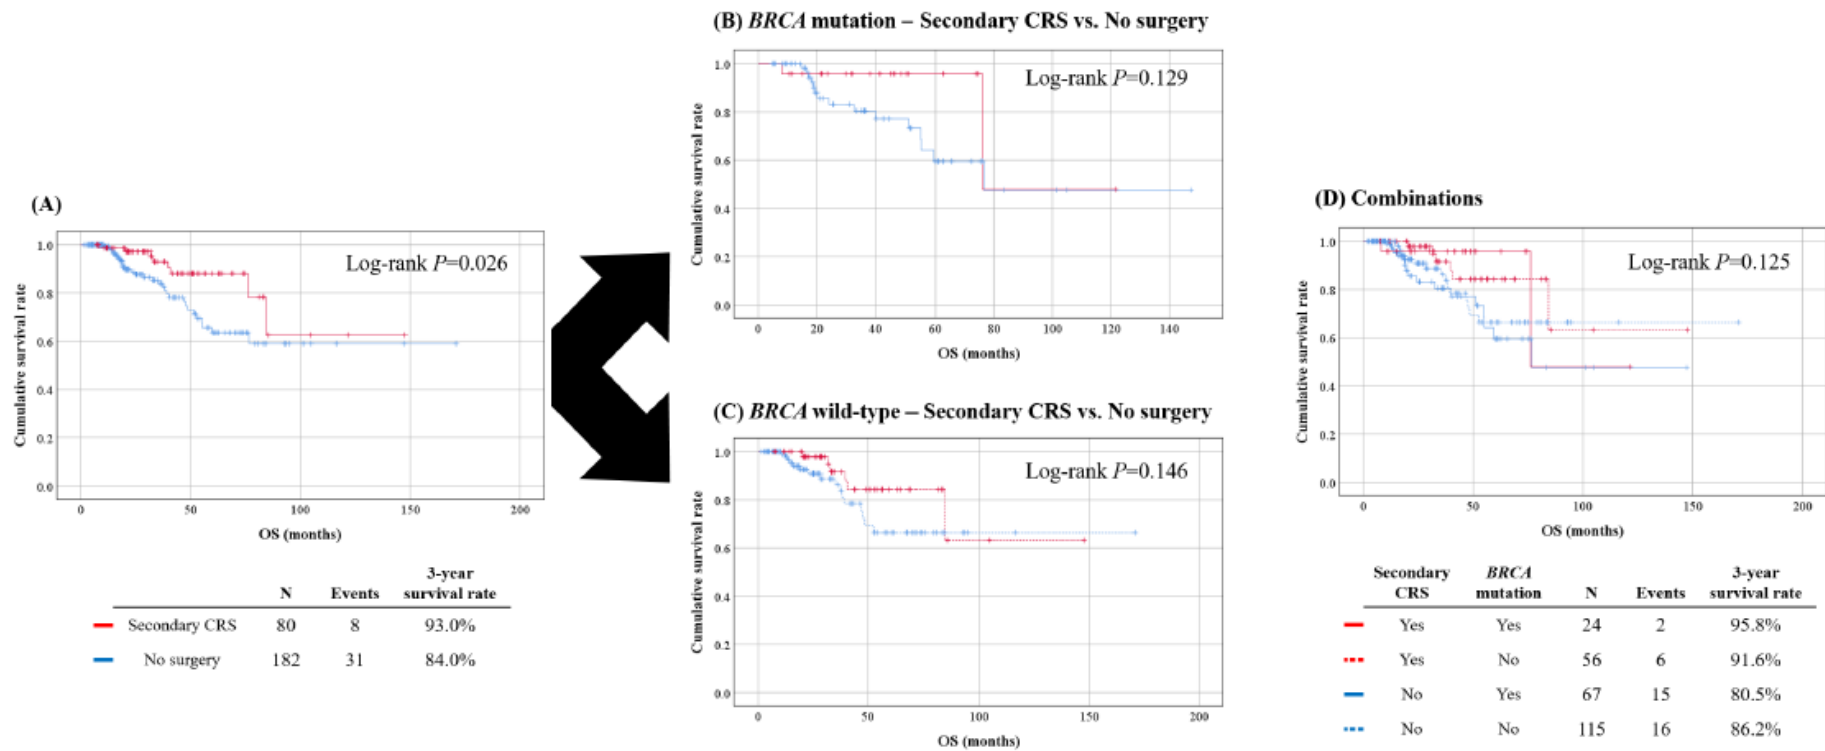 (A)
Cumulative survival rate
1.0
0.8
0.6
0.4
0.2
0.0
Log-rank P=0.026
0 50 100 150 200
OS (months)
N Events 3-year survival rate
Secondary CRS 80 8 93.0%
No surgery 182 31 84.0%
(B) BRCA mutation – Secondary CRS vs. No surgery
Cumulative survival rate
1.0
0.8
0.6
0.4
0.2
0.0
Log-rank P=0.129
0 20 40 60 80 100 120 140
OS (months)
(C) BRCA wild-type – Secondary CRS vs. No surgery
Cumulative survival rate
1.0
0.8
0.6
0.4
0.2
0.0
Log-rank P=0.146
0 50 100 150 200
OS (months)
(D) Combinations
Cumulative survival rate
1.0
0.8
0.6
0.4
0.2
0.0
Log-rank P=0.125
0 50 100 150 200
OS (months)
Secondary CRS BRCA mutation N Events 3-year survival rate
Yes Yes 24 2 95.8%
Yes No 56 6 91.6%
No Yes 67 15 80.5%
No No 115 16 86.2%